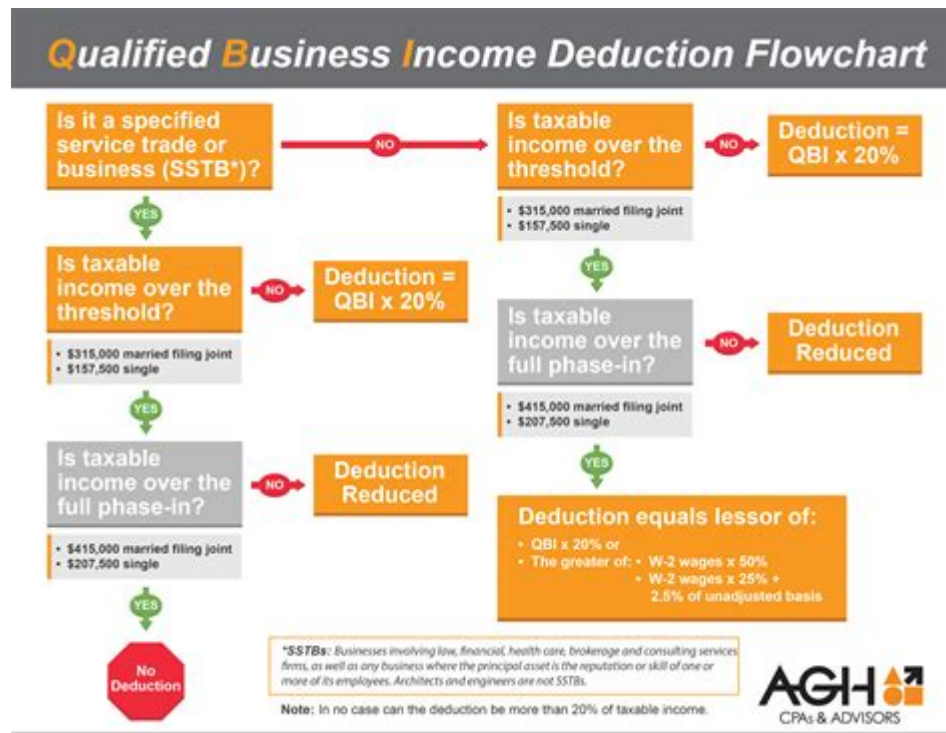 Qualified Business Income Deduction Flowchart
Is it a specified
service trade or
business (SSTB*)?
NO
Is taxable
income over the
threshold?
NO
Deduction =
QBI x 20%
• $315,000 married filing joint
• $157,500 single
YES
YES
Is taxable
income over the
threshold?
NO
Deduction =
QBI x 20%
• $315,000 married filing joint
• $157,500 single
Is taxable
income over the
full phase-in?
NO
Deduction
Reduced
• $415,000 married filing joint
• $207,500 single
YES
YES
Is taxable
income over the
full phase-in?
NO
Deduction
Reduced
• $415,000 married filing joint
• $207,500 single
YES
No
Deduction
Deduction equals lessor of:
• QBI x 20% or
• The greater of: • W-2 wages x 50%
• W-2 wages x 25% +
2.5% of unadjusted basis
*SSTBs: Businesses involving law, financial, health care, brokerage and consulting services
firms, as well as any business where the principal asset is the reputation or skill of one or
more of its employees. Architects and engineers are not SSTBs.
Note: In no case can the deduction be more than 20% of taxable income.
AGH
CPAs & ADVISORS